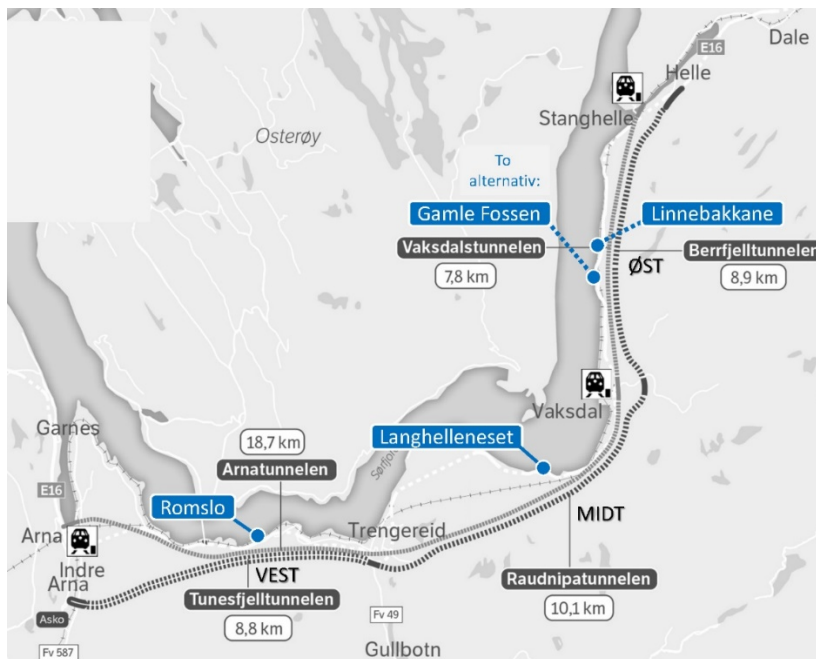 E16
Dale
Helle
Stanghelle
Osterøy
To
alternativ:
Gamle Fossen
Linnebakkane
Vaksdalstunnelen
Berrfjelltunnelen
7,8 km
ØST
8,9 km
Vaksdal
Garnes
18,7 km
Langhelleneset
Arnatunnelen
E16
Romslo
Trengereid
MIDT
Arna
Indre
Arna
VEST
Raudnipatunnelen
Tunesfjelltunnelen
10,1 km
Asko
8,8 km
Fv 49
Fv 587
Gullbotn